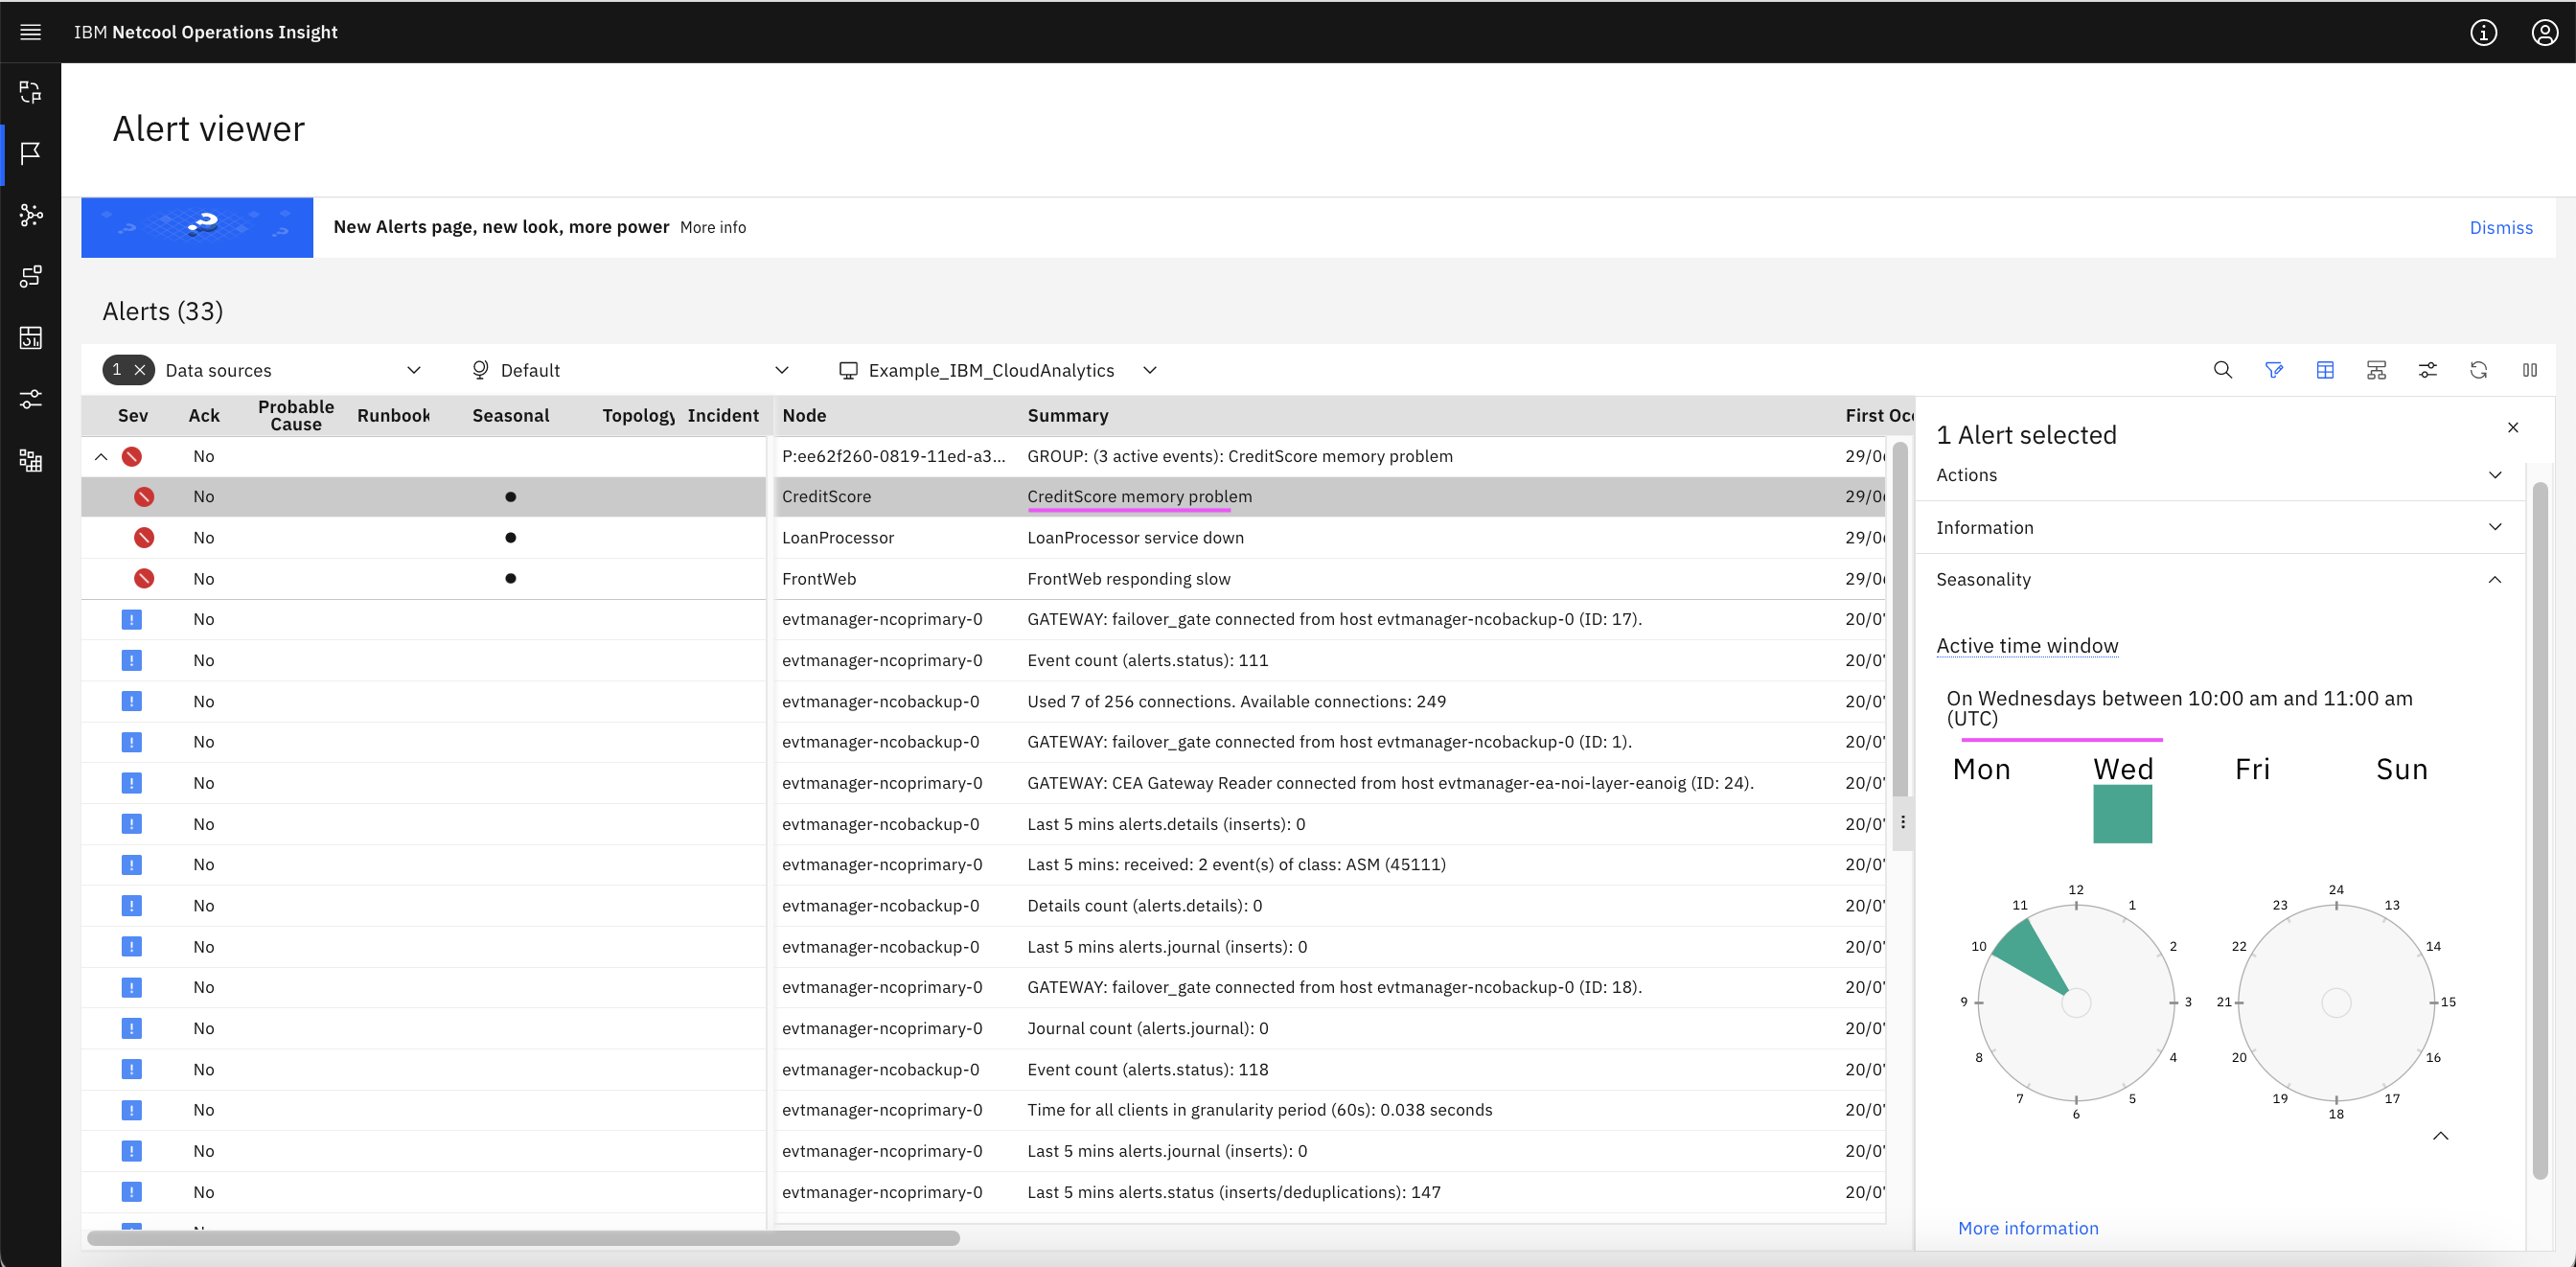 IBM Netcool Operations Insight
Alert viewer
New Alerts page, new look, more power More info
Dismiss
Alerts (33)
1 Data sources Default Example_IBM_CloudAnalytics
Sev Ack Probable Cause Runbook Seasonal Topology Incident Node Summary First Occ
No P:ee62f260-0819-11ed-a3... GROUP: (3 active events): CreditScore memory problem 29/0
No CreditScore CreditScore memory problem 29/0
No LoanProcessor LoanProcessor service down 29/0
No FrontWeb FrontWeb responding slow 29/0
No evtmanager-ncoprimary-0 GATEWAY: failover_gate connected from host evtmanager-ncobackup-0 (ID: 17). 20/0
No evtmanager-ncoprimary-0 Event count (alerts.status): 111 20/0
No evtmanager-ncobackup-0 Used 7 of 256 connections. Available connections: 249 20/0
No evtmanager-ncobackup-0 GATEWAY: failover_gate connected from host evtmanager-ncobackup-0 (ID: 1). 20/0
No evtmanager-ncoprimary-0 GATEWAY: CEA Gateway Reader connected from host evtmanager-ea-noi-layer-eanoig (ID: 24). 20/0
No evtmanager-ncobackup-0 Last 5 mins alerts.details (inserts): 0 20/0
No evtmanager-ncobackup-0 Last 5 mins: received: 2 event(s) of class: ASM (45111) 20/0
No evtmanager-ncobackup-0 Details count (alerts.details): 0 20/0
No evtmanager-ncobackup-0 Last 5 mins alerts.journal (inserts): 0 20/0
No evtmanager-ncoprimary-0 GATEWAY: failover_gate connected from host evtmanager-ncobackup-0 (ID: 18). 20/0
No evtmanager-ncoprimary-0 Journal count (alerts.journal): 0 20/0
No evtmanager-ncobackup-0 Event count (alerts.status): 118 20/0
No evtmanager-ncoprimary-0 Time for all clients in granularity period (60s): 0.038 seconds 20/0
No evtmanager-ncoprimary-0 Last 5 mins alerts.journal (inserts): 0 20/0
No evtmanager-ncoprimary-0 Last 5 mins alerts.status (inserts/deduplications): 147 20/0
1 Alert selected
Actions
Information
Seasonality
Active time window
On Wednesdays between 10:00 am and 11:00 am
(UTC)
Mon Wed Fri Sun
12 1 2 3 4 5 6 7 8 9 10 11
24 13 14 15 16 17 18 19 20 21 22 23
More information